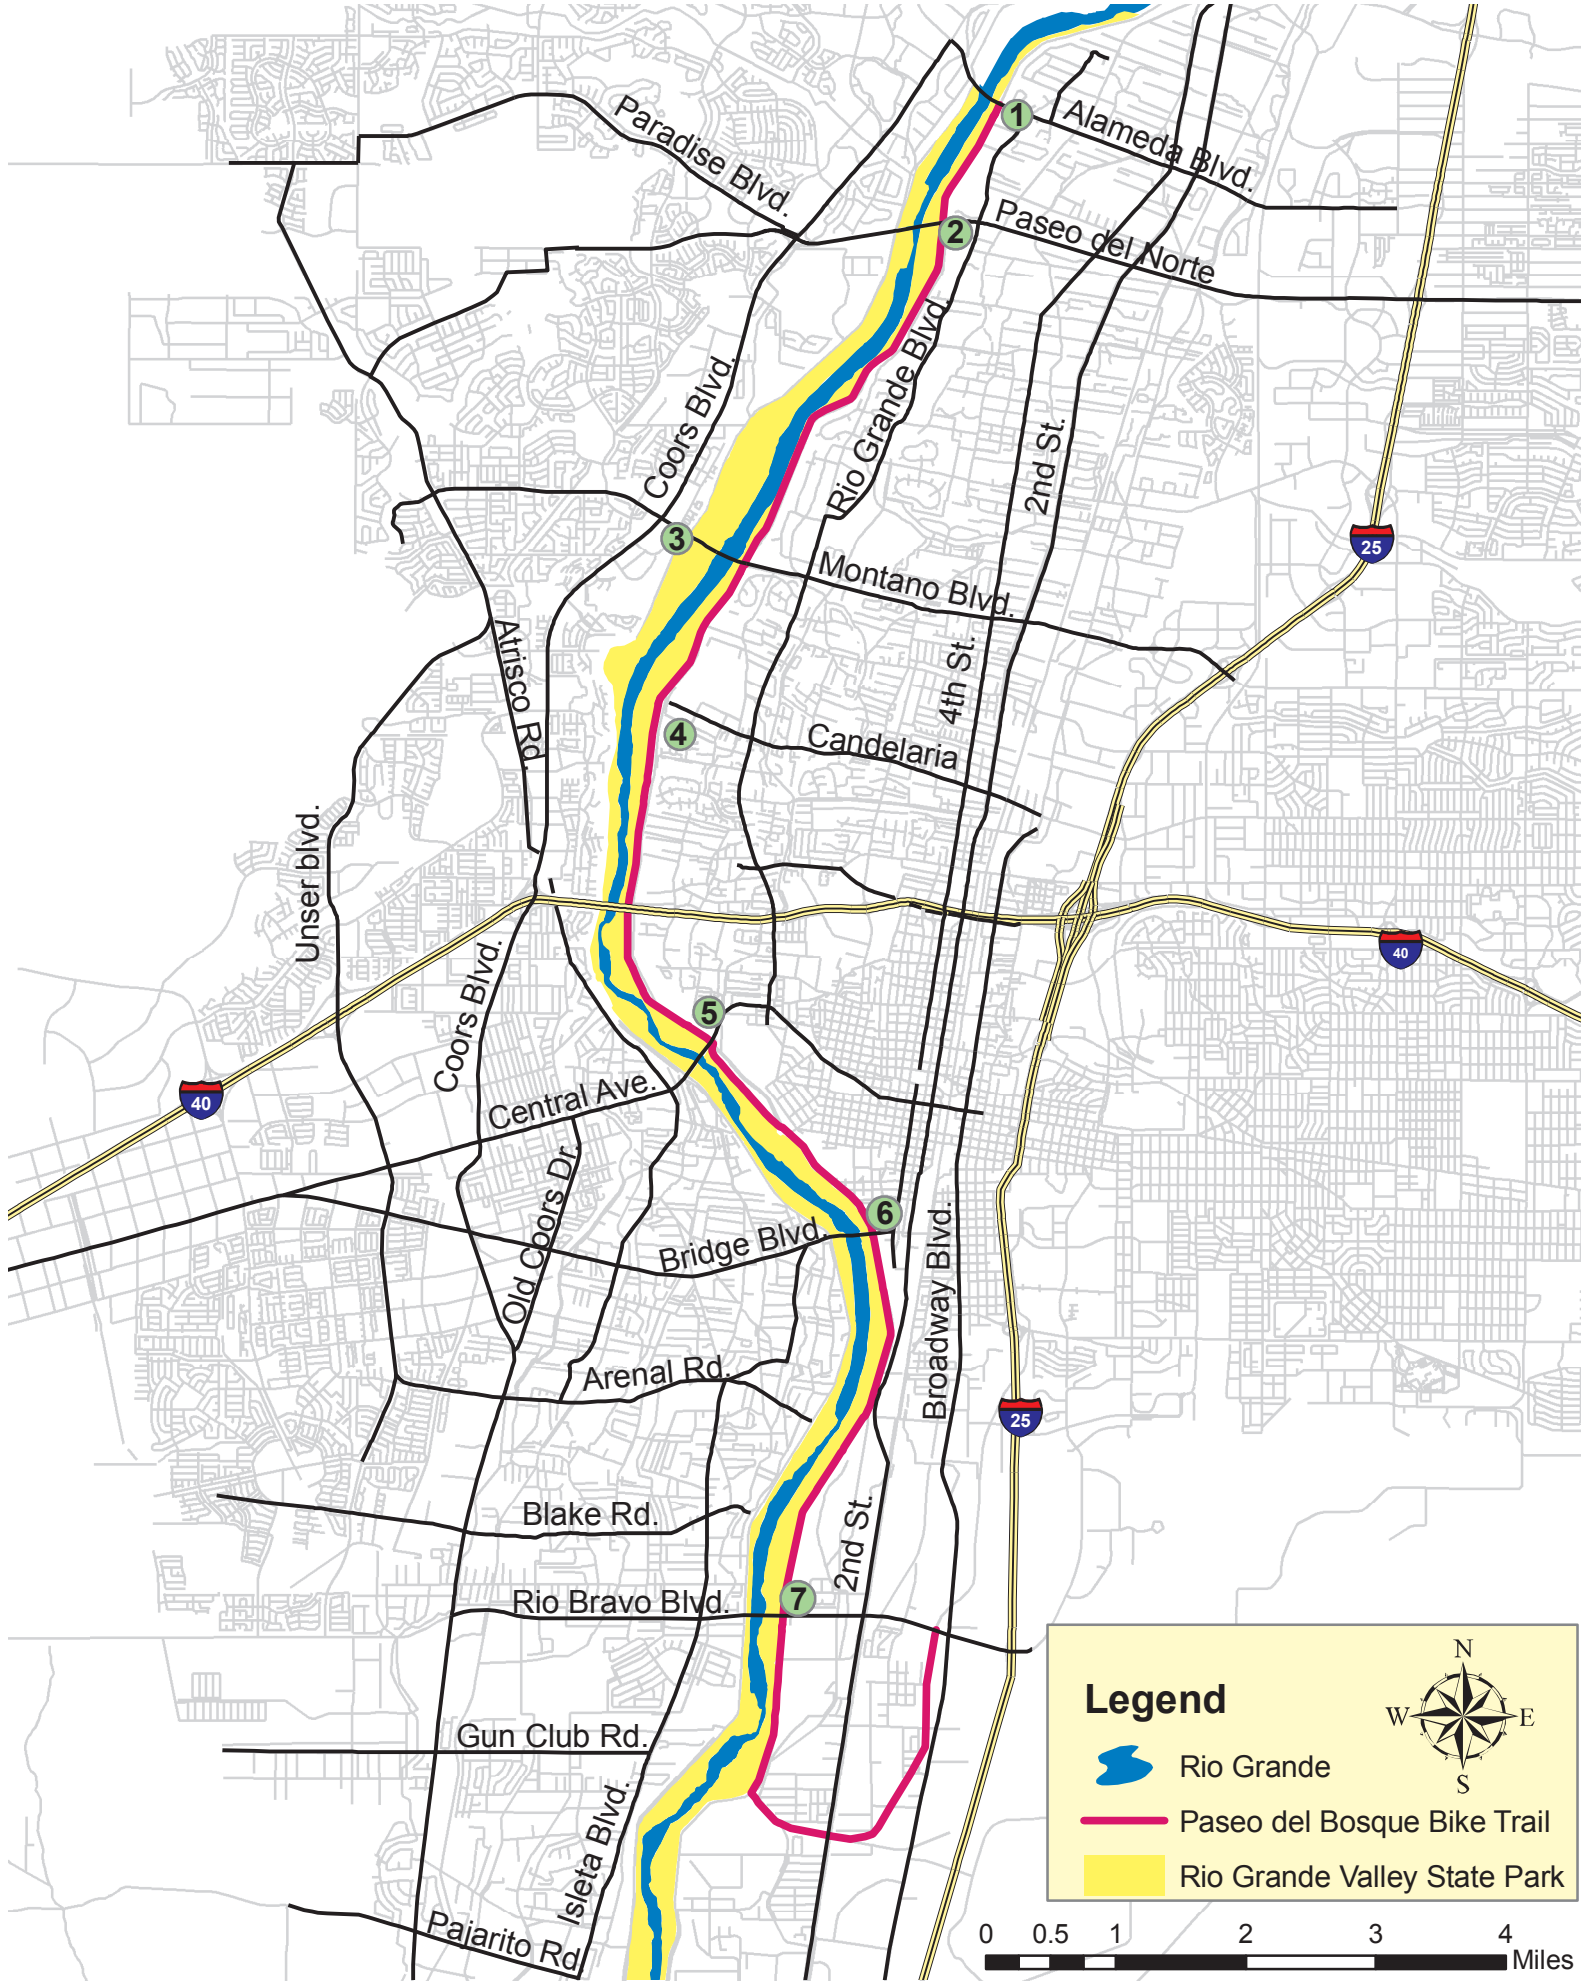 1
Alameda Blvd.
Paradise Blvd.
2
Paseo del Norte
Rio Grande Blvd.
Coors Blvd.
2nd St.
3
25
Montano Blvd.
Atrisco Rd.
4th St.
4
Candelaria
Unser blvd.
40
Coors Blvd.
5
40
Central Ave.
Old Coors Dr.
6
Bridge Blvd.
Broadway Blvd.
Arenal Rd.
25
Blake Rd.
2nd St.
7
Rio Bravo Blvd.
Gun Club Rd.
Isleta Blvd.
Pajarito Rd.
Legend
N
W
E
S
Rio Grande
Paseo del Bosque Bike Trail
Rio Grande Valley State Park
0 0.5 1 2 3 4
Miles